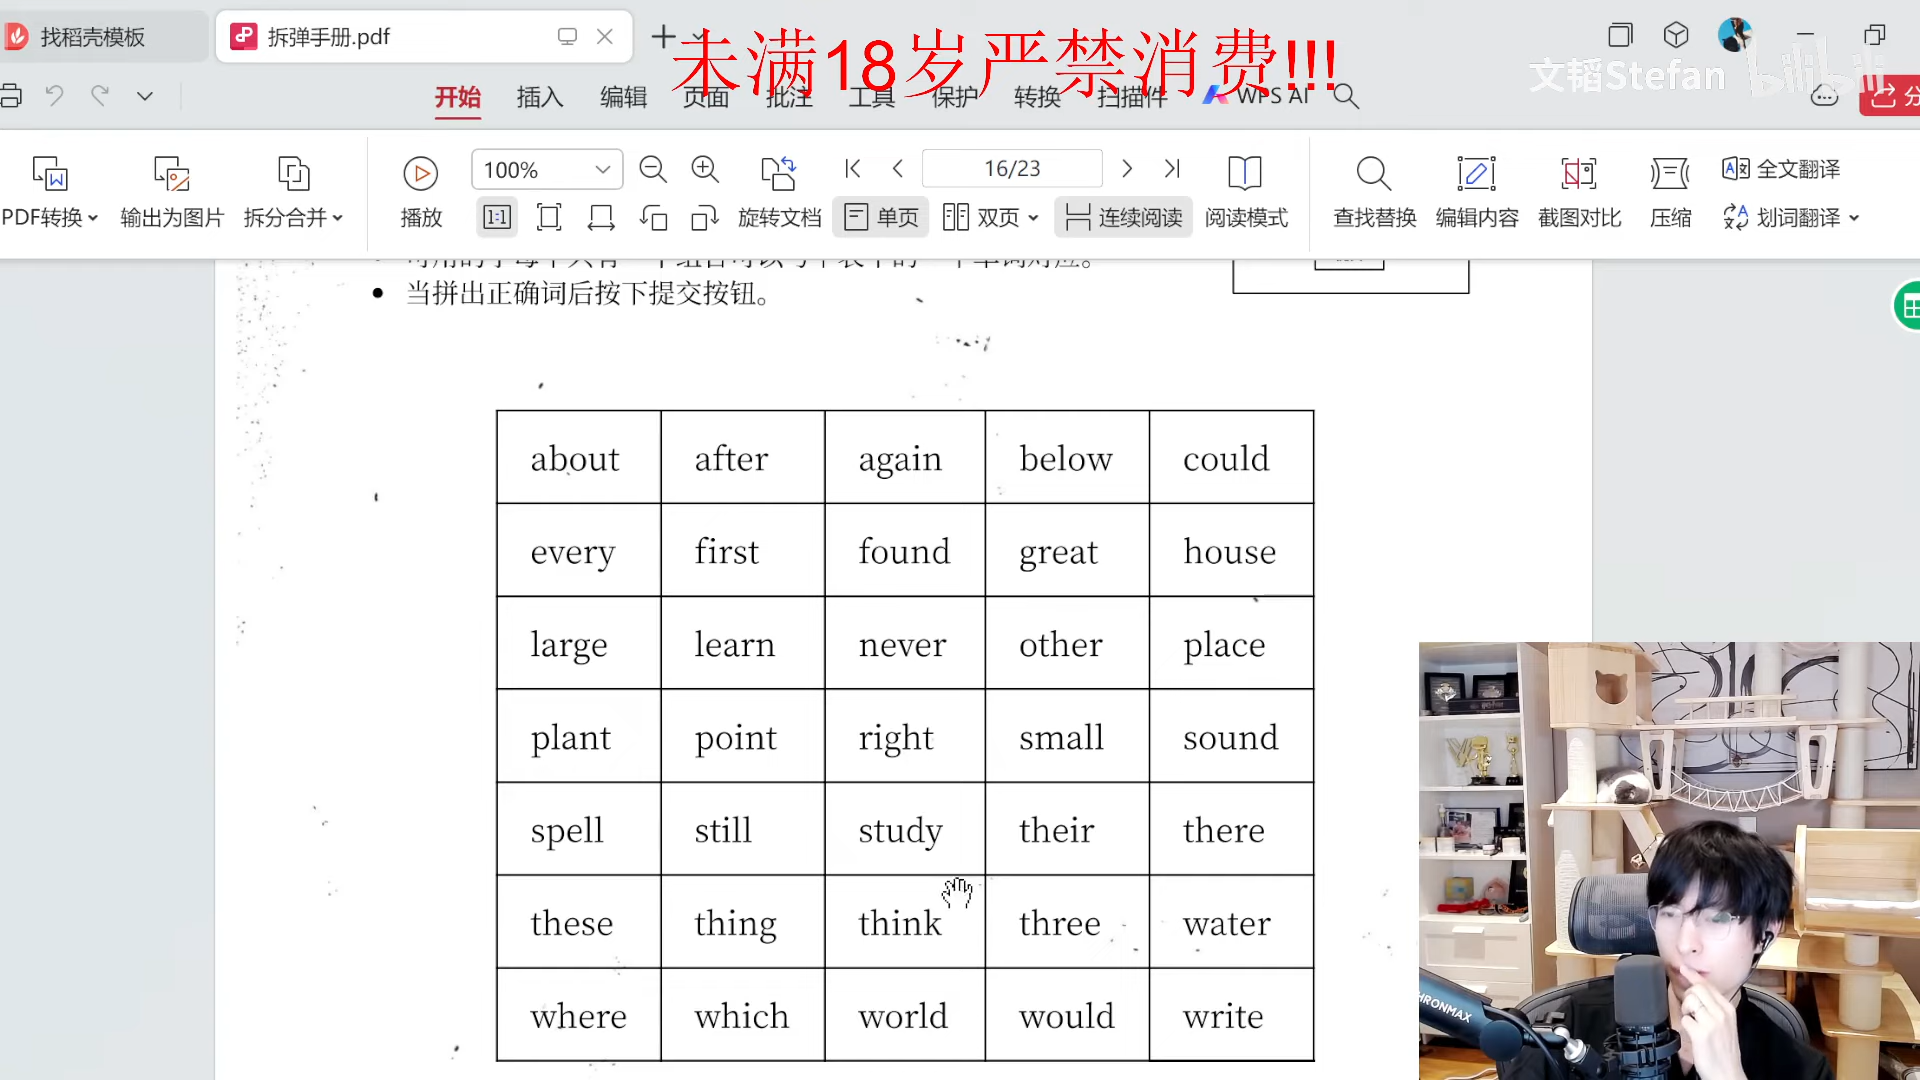 找稻壳模板
拆弹手册.pdf
未满18岁严禁消费!!!
文韬Stefan bilibili
开始 插入 编辑 页面 批注 工具 保护 转换 扫描件 WPS AI
分
100%
16/23
全文翻译
PDF转换 输出为图片 拆分合并 播放 旋转文档 单页 双页 连续阅读 阅读模式 查找替换 编辑内容 截图对比 压缩 划词翻译
当拼出正确词后按下提交按钮。
about after again below could
every first found great house
large learn never other place
plant point right small sound
spell still study their there
these thing think three water
where which world would write
HRONMAX